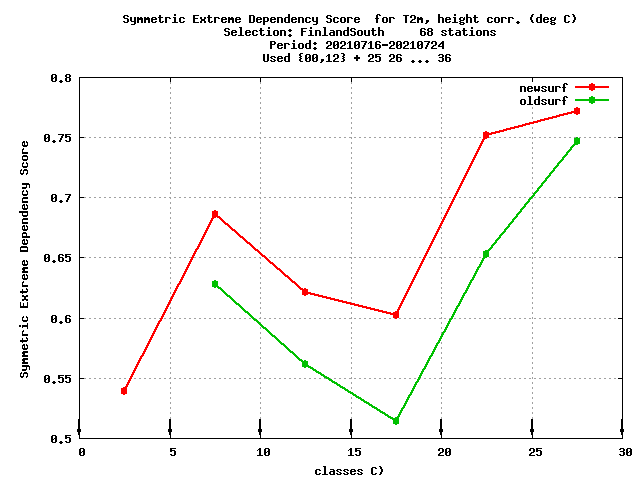 Symmetric Extreme Dependency Score  for T2m, height corr. (deg C)
Selection: FinlandSouth     68 stations
Period: 20210716-20210724
Used {00,12} + 25 26 ... 36
newsurf
oldsurf
Symmetric Extreme Dependency Score
0.8
0.75
0.7
0.65
0.6
0.55
0.5
0 5 10 15 20 25 30
classes C)